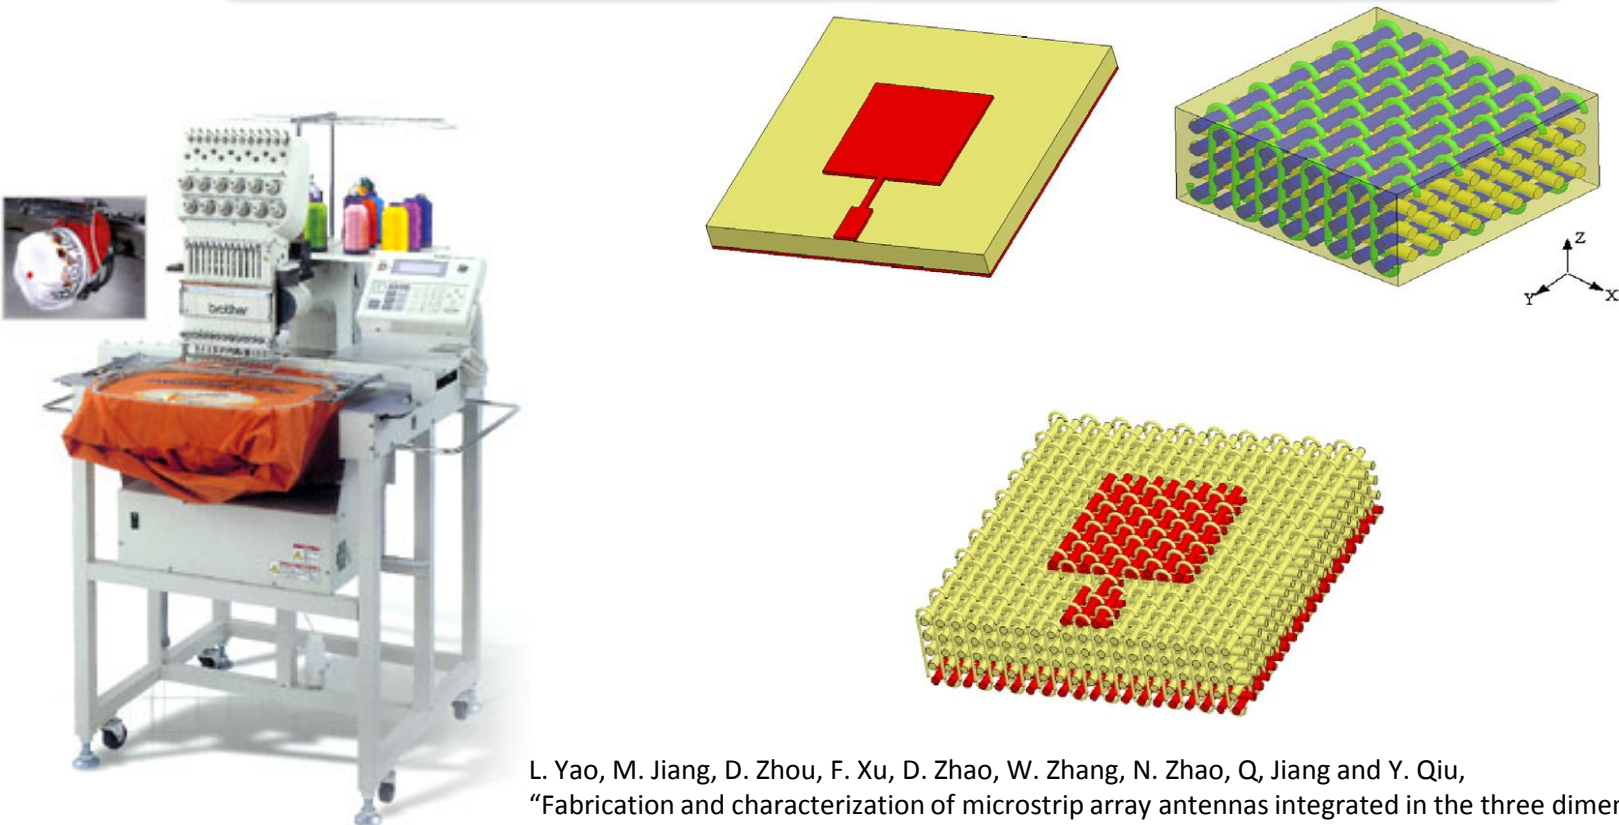 brother
Z
Y
X
L. Yao, M. Jiang, D. Zhou, F. Xu, D. Zhao, W. Zhang, N. Zhao, Q, Jiang and Y. Qiu,
“Fabrication and characterization of microstrip array antennas integrated in the three dimen